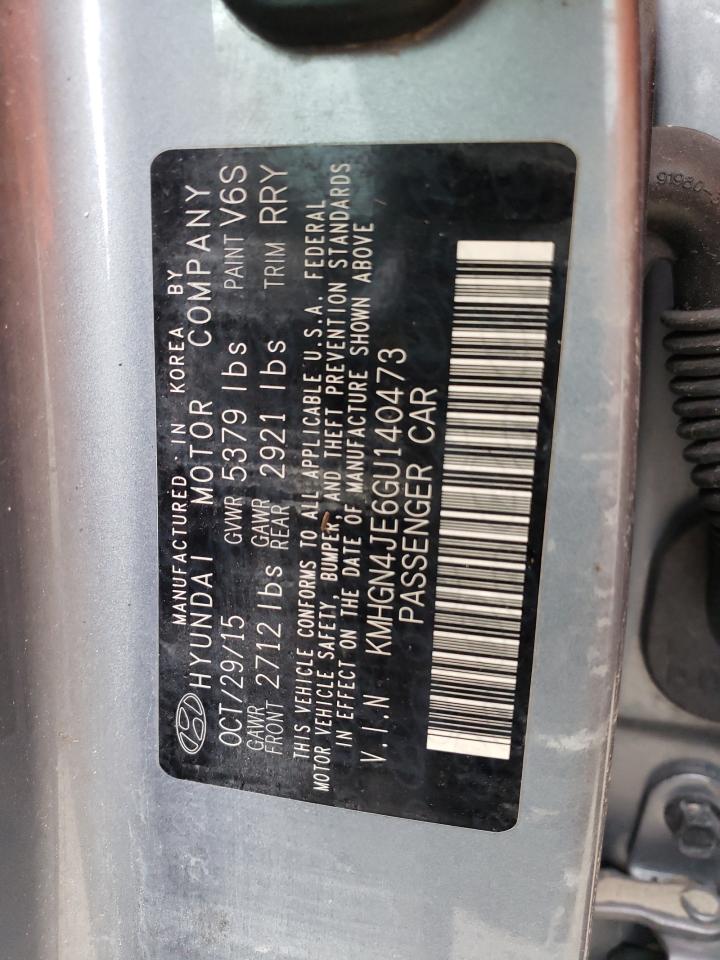 MANUFACTURED IN KOREA BY
HYUNDAI MOTOR COMPANY
OCT/29/15 GVWR 5379 lbs PAINT V6S
GAWR FRONT 2712 lbs GAWR REAR 2921 lbs TRIM RRY
THIS VEHICLE CONFORMS TO ALL APPLICABLE U.S.A. FEDERAL
MOTOR VEHICLE SAFETY, BUMPER, AND THEFT PREVENTION STANDARDS
IN EFFECT ON THE DATE OF MANUFACTURE SHOWN ABOVE
V.I.N KMHGN4JE6GU140473
PASSENGER CAR